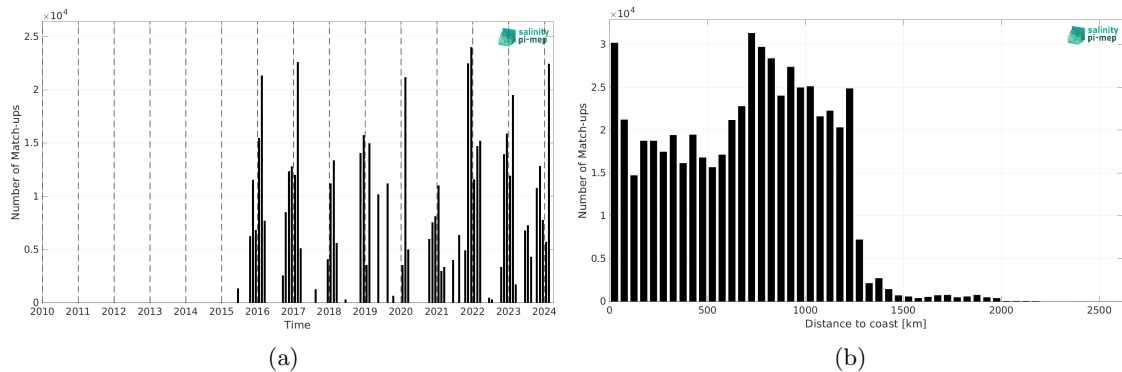 ×10⁴
2.5
2
1.5
1
0.5
0
Number of Match-ups
2010 2011 2012 2013 2014 2015 2016 2017 2018 2019 2020 2021 2022 2023 2024
Time
salinity
pi-mep
(a)
×10⁴
3
2.5
2
1.5
1
0.5
0
Number of Match-ups
0 500 1000 1500 2000 2500
Distance to coast [km]
salinity
pi-mep
(b)